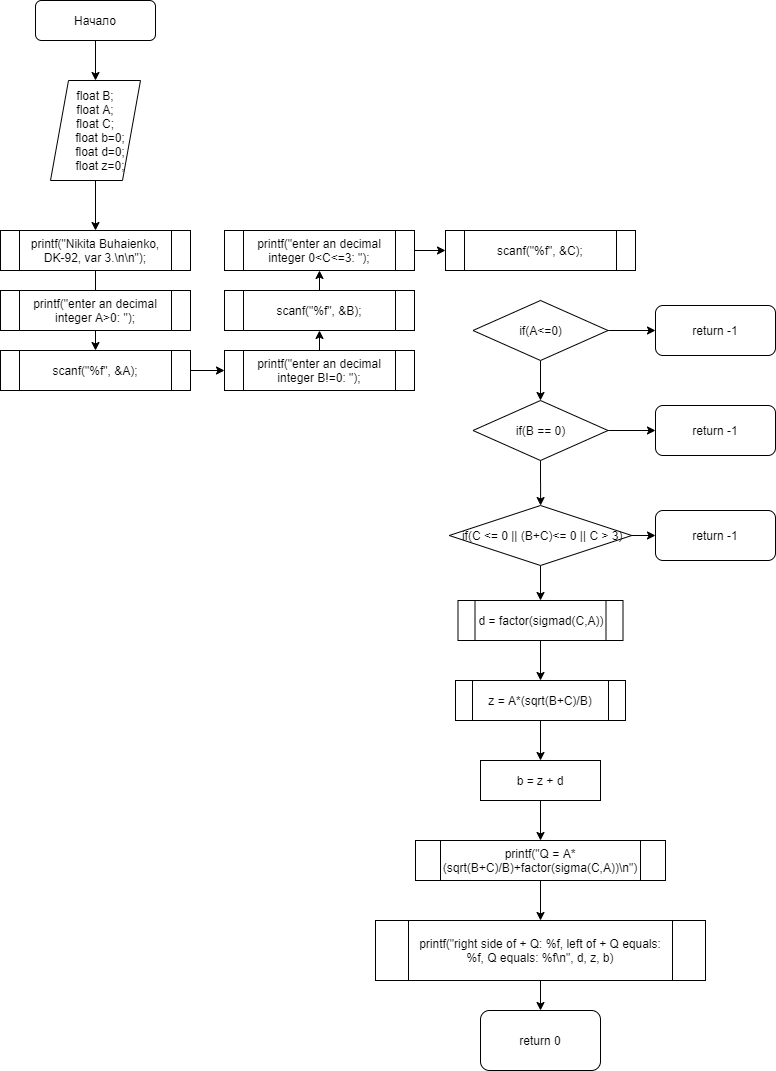 Начало
float B;
float A;
float C;
float b=0;
float d=0;
float z=0;
printf("Nikita Buhaienko,
DK-92, var 3.\n\n");
printf("enter an decimal
integer A>0: ");
scanf("%f", &A);
printf("enter an decimal
integer B!=0: ");
scanf("%f", &B);
printf("enter an decimal
integer 0<C<=3: ");
scanf("%f", &C);
if(A<=0)
return -1
if(B == 0)
return -1
if(C <= 0 || (B+C)<= 0 || C > 3)
return -1
d = factor(sigmad(C,A))
z = A*(sqrt(B+C)/B)
b = z + d
printf("Q = A*
(sqrt(B+C)/B)+factor(sigma(C,A))\n")
printf("right side of + Q: %f, left of + Q equals:
%f, Q equals: %f\n", d, z, b)
return 0